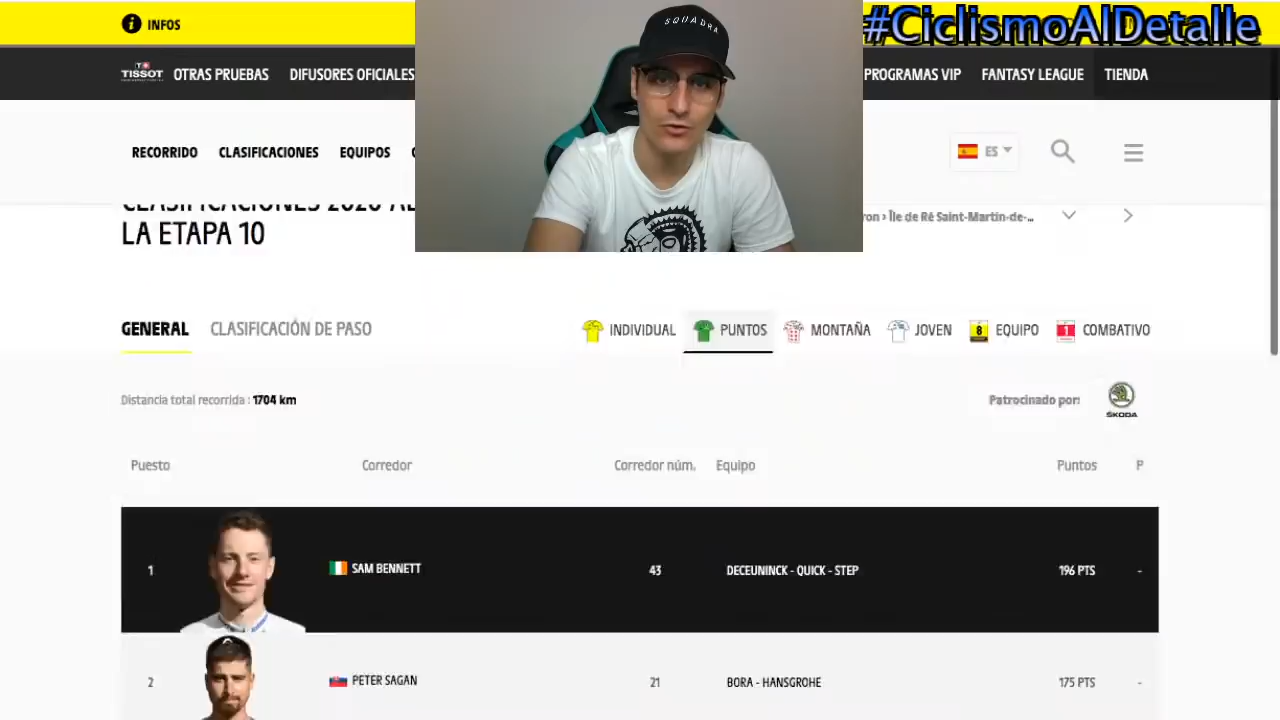 INFOS
#CiclismoAlDetalle
TISSOT OTRAS PRUEBAS DIFUSORES OFICIALES PROGRAMAS VIP FANTASY LEAGUE TIENDA
SQUADRA
RECORRIDO CLASIFICACIONES EQUIPOS ES
CLASIFICACIONES 2020
LA ETAPA 10
Île de Ré Saint-Martin-de-...
GENERAL CLASIFICACIÓN DE PASO INDIVIDUAL PUNTOS MONTAÑA JOVEN 8 EQUIPO 1 COMBATIVO
Distancia total recorrida : 1704 km Patrocinado por: ŠKODA
Puesto Corredor Corredor núm. Equipo Puntos P
1 SAM BENNETT 43 DECEUNINCK - QUICK - STEP 196 PTS -
2 PETER SAGAN 21 BORA - HANSGROHE 175 PTS -